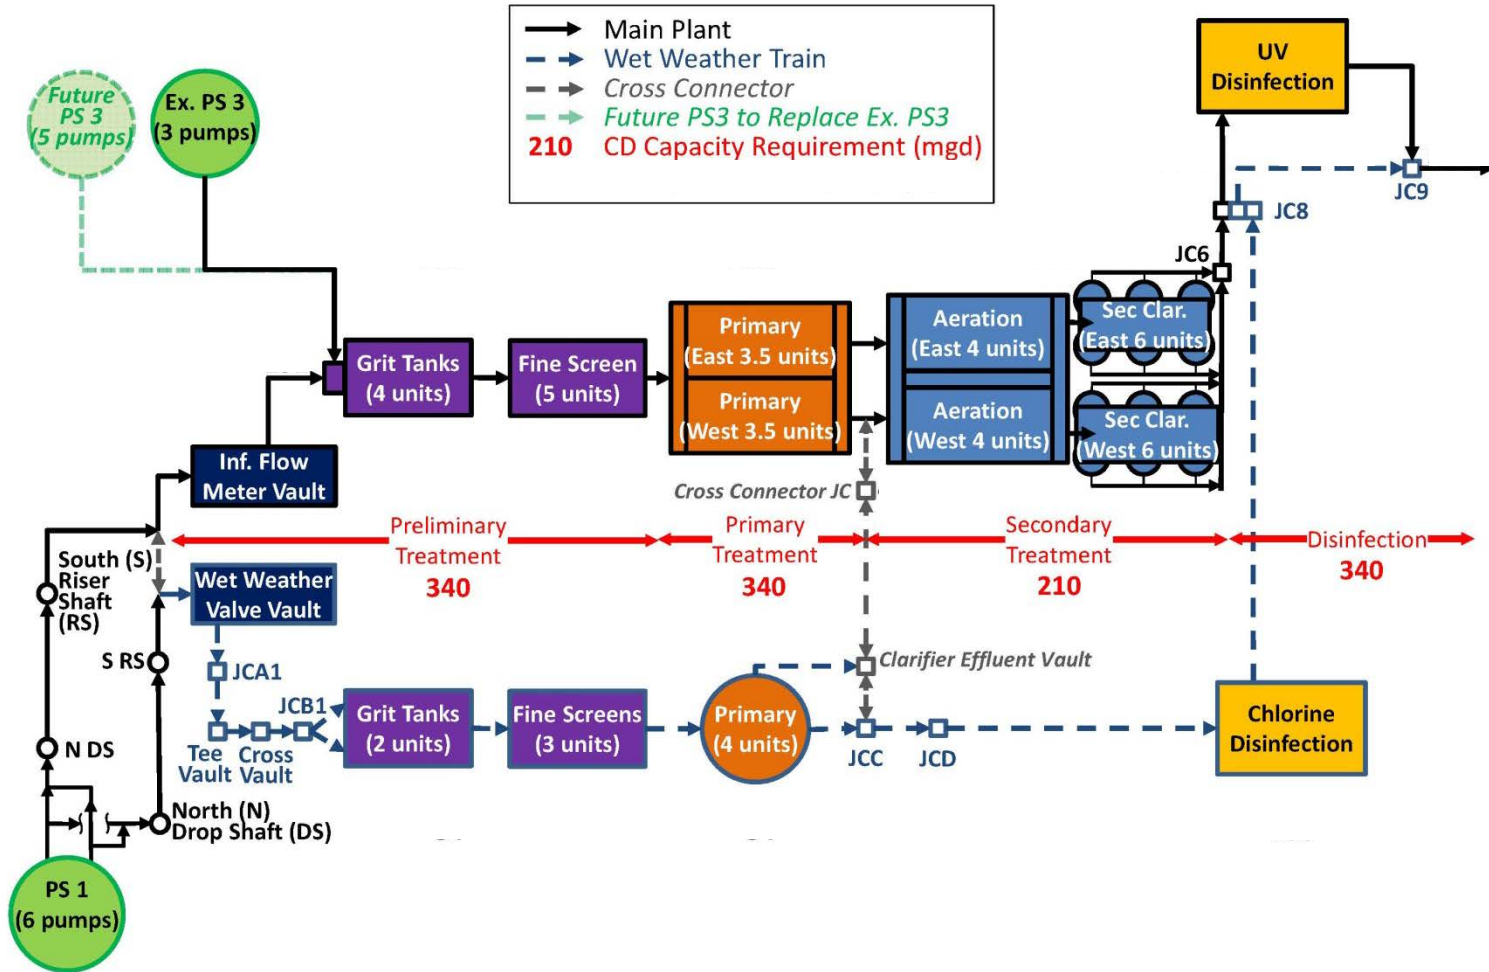 Main Plant
Wet Weather Train
Cross Connector
Future PS3 to Replace Ex. PS3
210 CD Capacity Requirement (mgd)
UV
Disinfection
Future
PS 3
(5 pumps)
Ex. PS 3
(3 pumps)
JC9
JC8
JC6
Grit Tanks
(4 units)
Fine Screen
(5 units)
Primary
(East 3.5 units)
Primary
(West 3.5 units)
Aeration
(East 4 units)
Aeration
(West 4 units)
Sec Clar.
(East 6 units)
Sec Clar.
(West 6 units)
Inf. Flow
Meter Vault
Cross Connector JC
Preliminary
Treatment
340
Primary
Treatment
340
Secondary
Treatment
210
Disinfection
340
South (S)
Riser
Shaft
(RS)
Wet Weather
Valve Vault
S RS
JCA1
Clarifier Effluent Vault
JCB1
Tee
Vault
Cross
Vault
Grit Tanks
(2 units)
Fine Screens
(3 units)
Primary
(4 units)
JCC
JCD
Chlorine
Disinfection
N DS
North (N)
Drop Shaft (DS)
PS 1
(6 pumps)